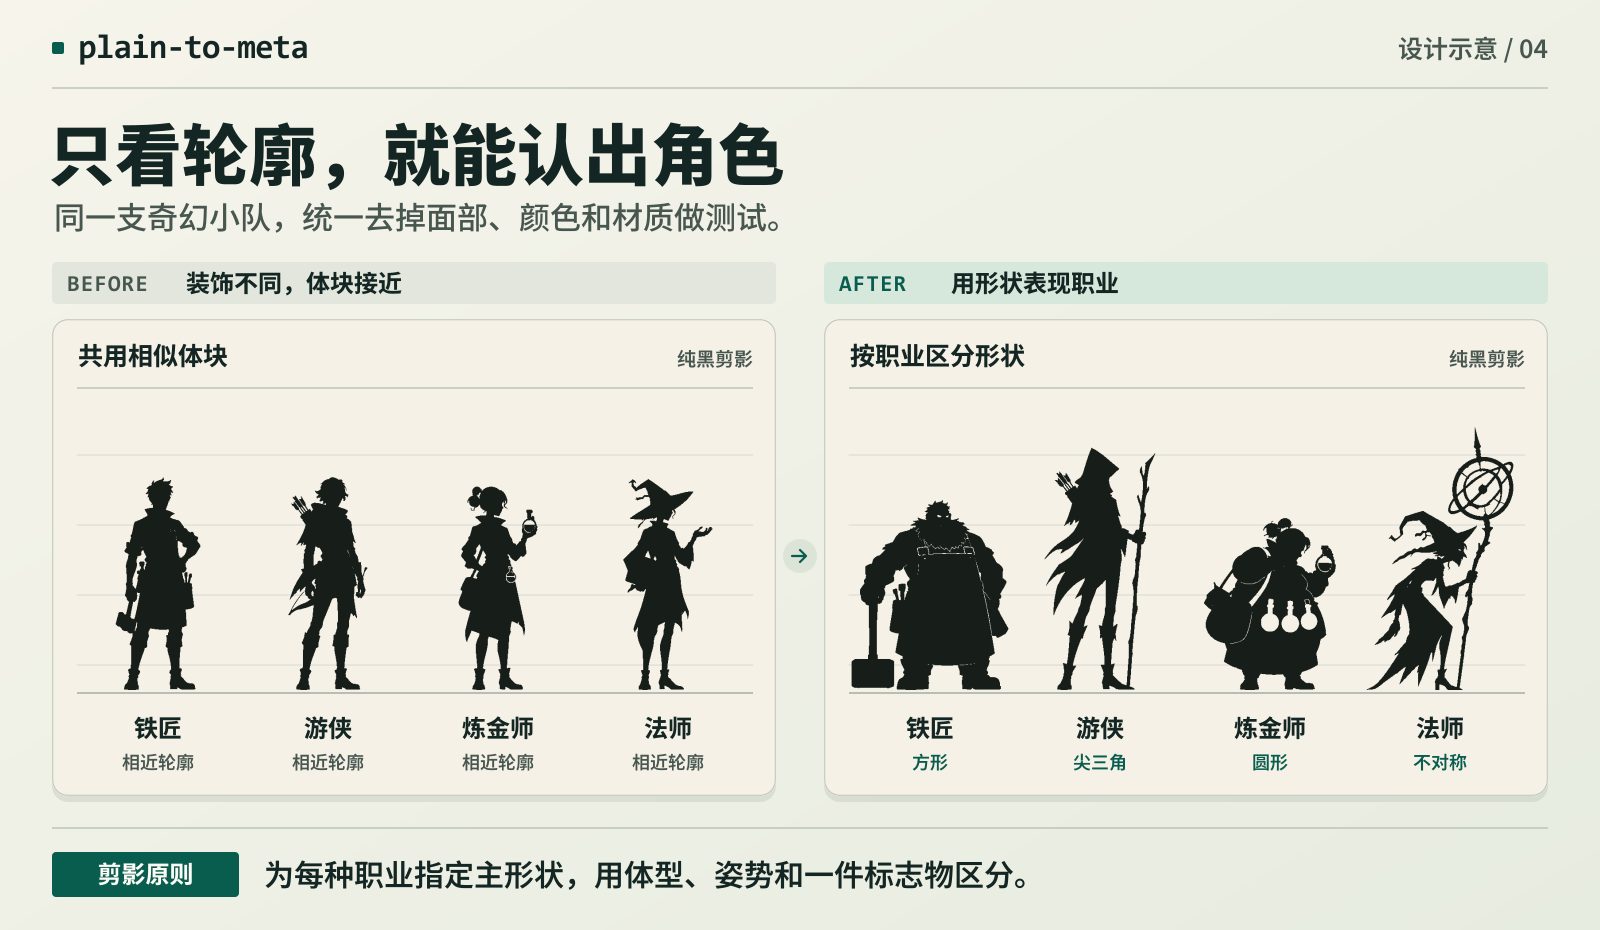 plain-to-meta
设计示意 / 04
只看轮廓，就能认出角色
同一支奇幻小队，统一去掉面部、颜色和材质做测试。
BEFORE 装饰不同，体块接近
共用相似体块
纯黑剪影
铁匠
相近轮廓
游侠
相近轮廓
炼金师
相近轮廓
法师
相近轮廓
AFTER 用形状表现职业
按职业区分形状
纯黑剪影
铁匠
方形
游侠
尖三角
炼金师
圆形
法师
不对称
剪影原则
为每种职业指定主形状，用体型、姿势和一件标志物区分。